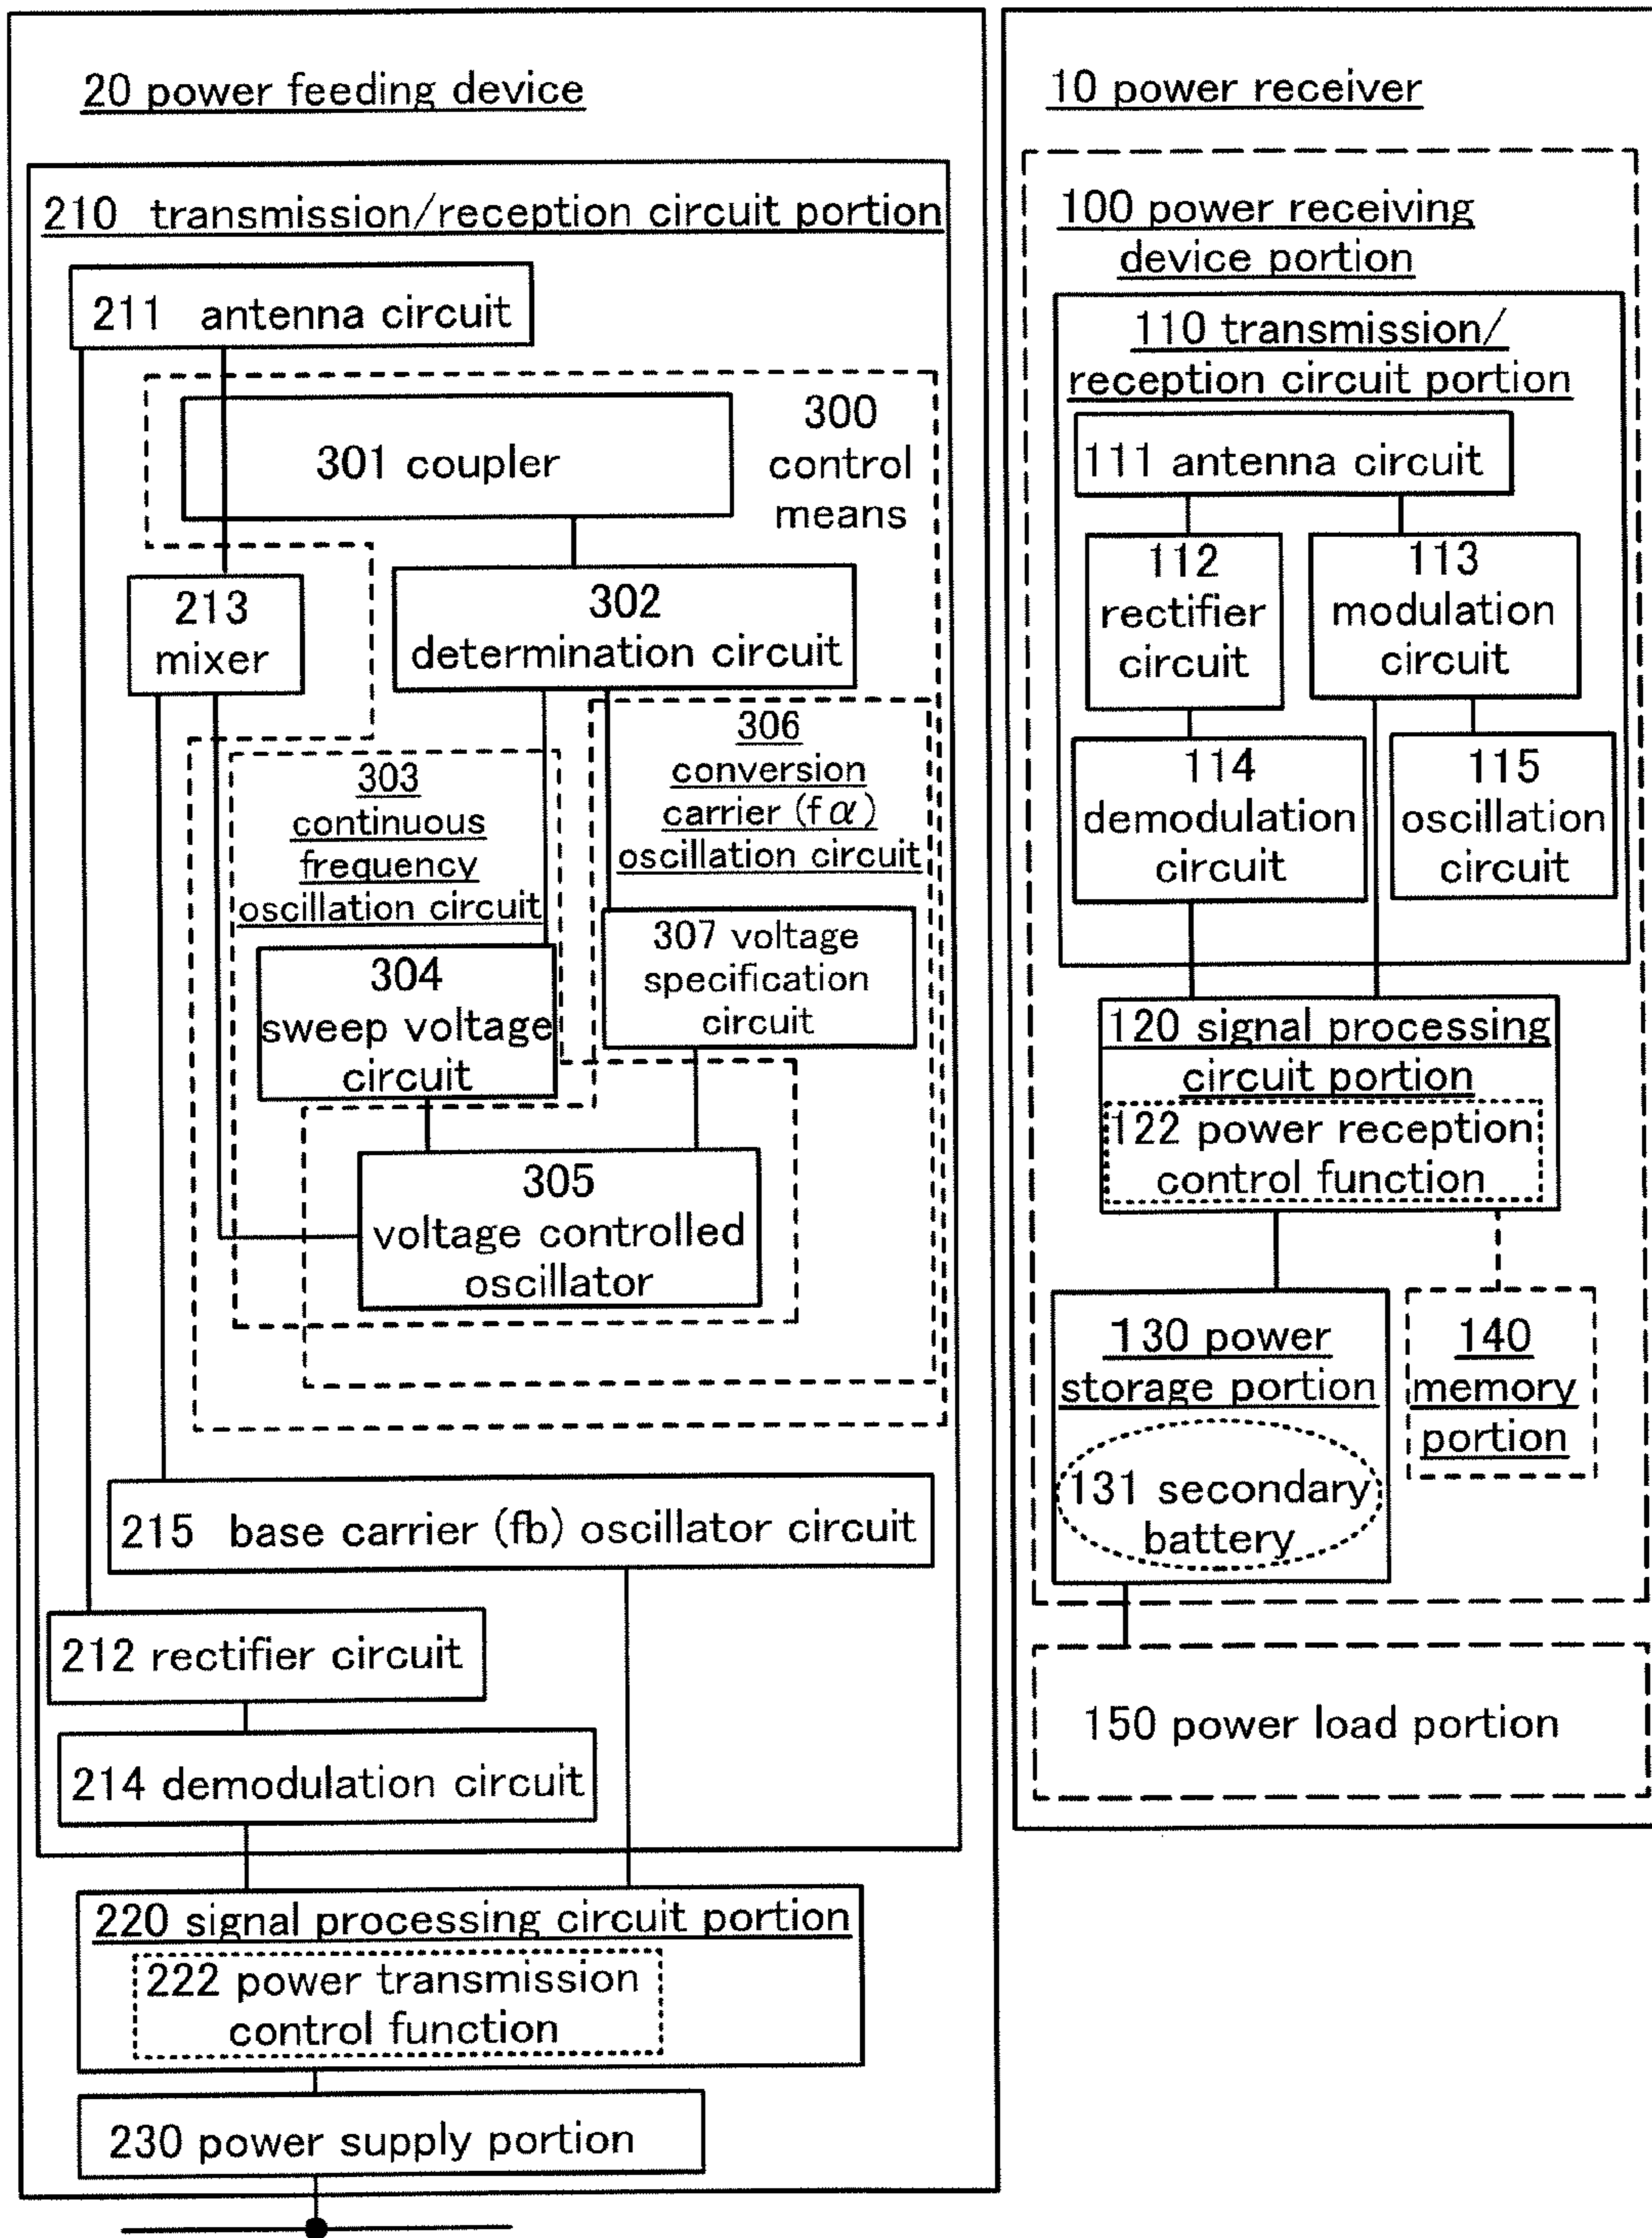 20 power feeding device
210 transmission/reception circuit portion
211 antenna circuit
301 coupler
300
control
means
213
mixer
302
determination circuit
303
continuous
frequency
oscillation circuit
306
conversion
carrier (fα)
oscillation circuit
304
sweep voltage
circuit
307 voltage
specification
circuit
305
voltage controlled
oscillator
215 base carrier (fb) oscillator circuit
212 rectifier circuit
214 demodulation circuit
220 signal processing circuit portion
222 power transmission
control function
230 power supply portion
10 power receiver
100 power receiving
device portion
110 transmission/
reception circuit portion
111 antenna circuit
112
rectifier
circuit
113
modulation
circuit
114
demodulation
circuit
115
oscillation
circuit
120 signal processing
circuit portion
122 power reception
control function
130 power
storage portion
131 secondary
battery
140
memory
portion
150 power load portion